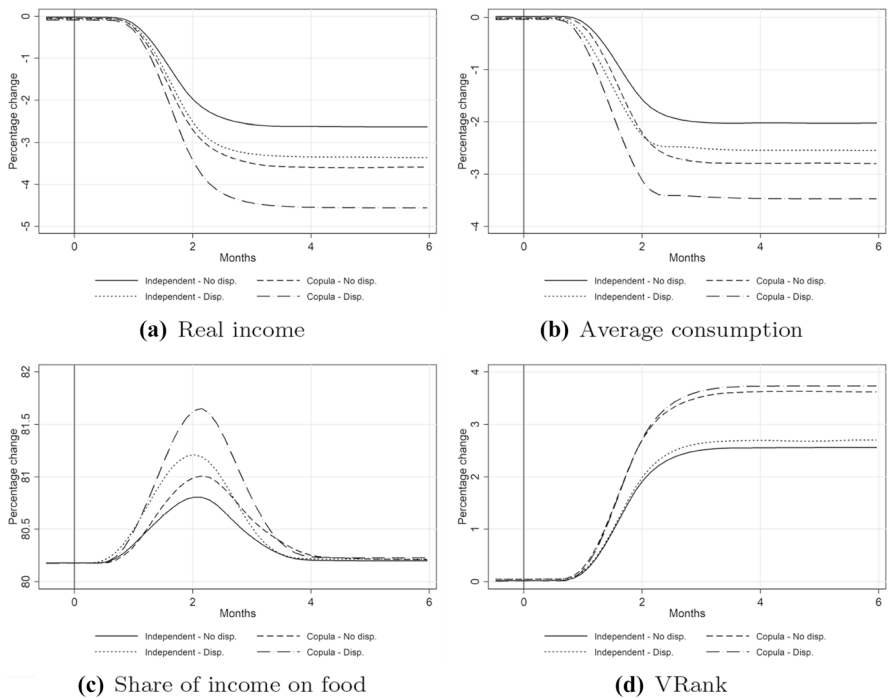 0
-1
-2
-3
-4
-5
Percentage change
0 2 4 6
Months
Independent - No disp. Copula - No disp.
Independent - Disp. Copula - Disp.
(a) Real income
0
-1
-2
-3
-4
Percentage change
0 2 4 6
Months
Independent - No disp. Copula - No disp.
Independent - Disp. Copula - Disp.
(b) Average consumption
82
81.5
81
80.5
80
Percentage change
0 2 4 6
Months
Independent - No disp. Copula - No disp.
Independent - Disp. Copula - Disp.
(c) Share of income on food
4
3
2
1
0
Percentage change
0 2 4 6
Months
Independent - No disp. Copula - No disp.
Independent - Disp. Copula - Disp.
(d) VRank